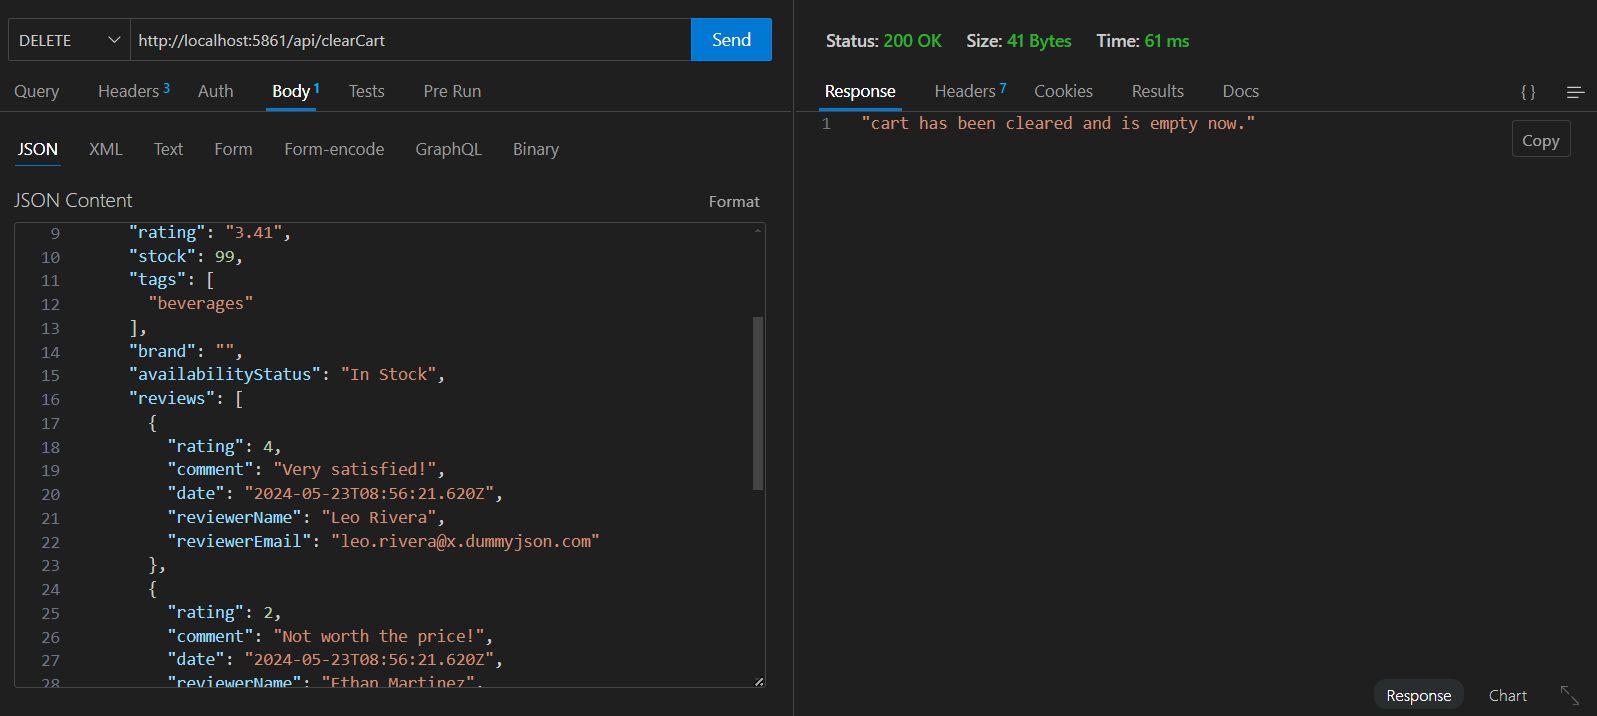 DELETE http://localhost:5861/api/clearCart Send
Query Headers 3 Auth Body 1 Tests Pre Run
JSON XML Text Form Form-encode GraphQL Binary
JSON Content Format
9 "rating": "3.41",
10 "stock": 99,
11 "tags": [
12 "beverages"
13 ],
14 "brand": "",
15 "availabilityStatus": "In Stock",
16 "reviews": [
17 {
18 "rating": 4,
19 "comment": "Very satisfied!",
20 "date": "2024-05-23T08:56:21.620Z",
21 "reviewerName": "Leo Rivera",
22 "reviewerEmail": "leo.rivera@x.dummyjson.com"
23 },
24 {
25 "rating": 2,
26 "comment": "Not worth the price!",
27 "date": "2024-05-23T08:56:21.620Z",
28 "reviewerName": "Ethan Martinez",
Status: 200 OK Size: 41 Bytes Time: 61 ms
Response Headers 7 Cookies Results Docs {}
1 "cart has been cleared and is empty now."
Copy
Response Chart